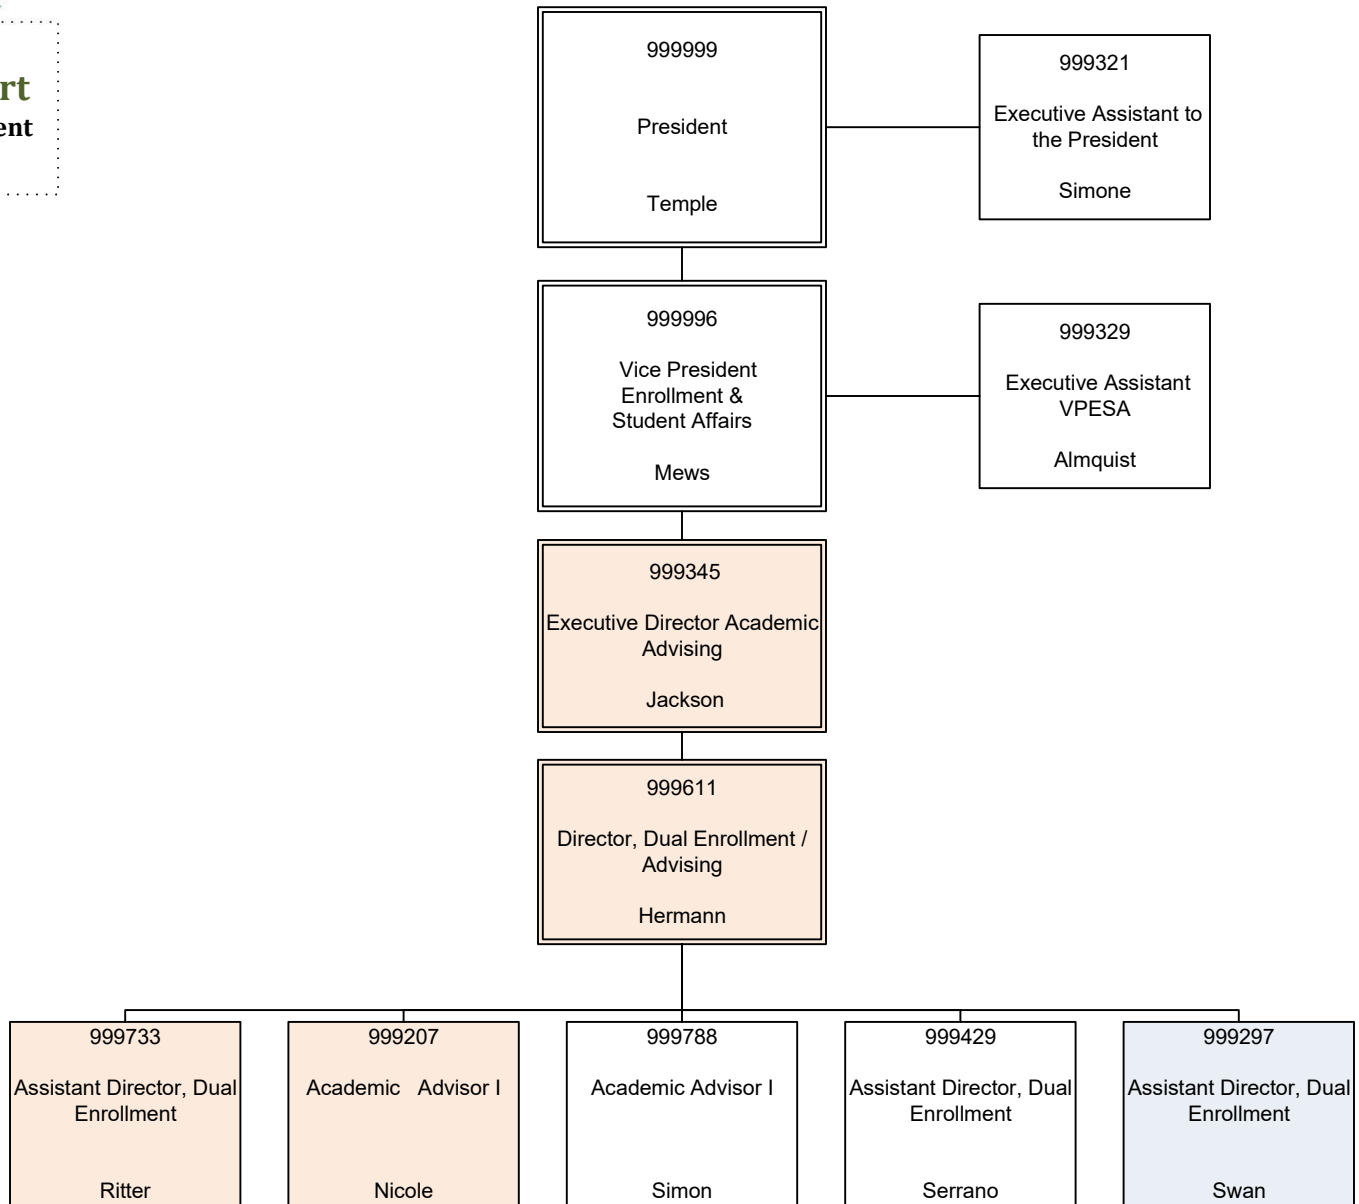 999999
President
Temple
999321
Executive Assistant to
the President
Simone
999996
Vice President
Enrollment &
Student Affairs
Mews
999329
Executive Assistant
VPESA
Almquist
999345
Executive Director Academic
Advising
Jackson
999611
Director, Dual Enrollment /
Advising
Hermann
999733
Assistant Director, Dual
Enrollment
Ritter
999207
Academic Advisor I
Nicole
999788
Academic Advisor I
Simon
999429
Assistant Director, Dual
Enrollment
Serrano
999297
Assistant Director, Dual
Enrollment
Swan